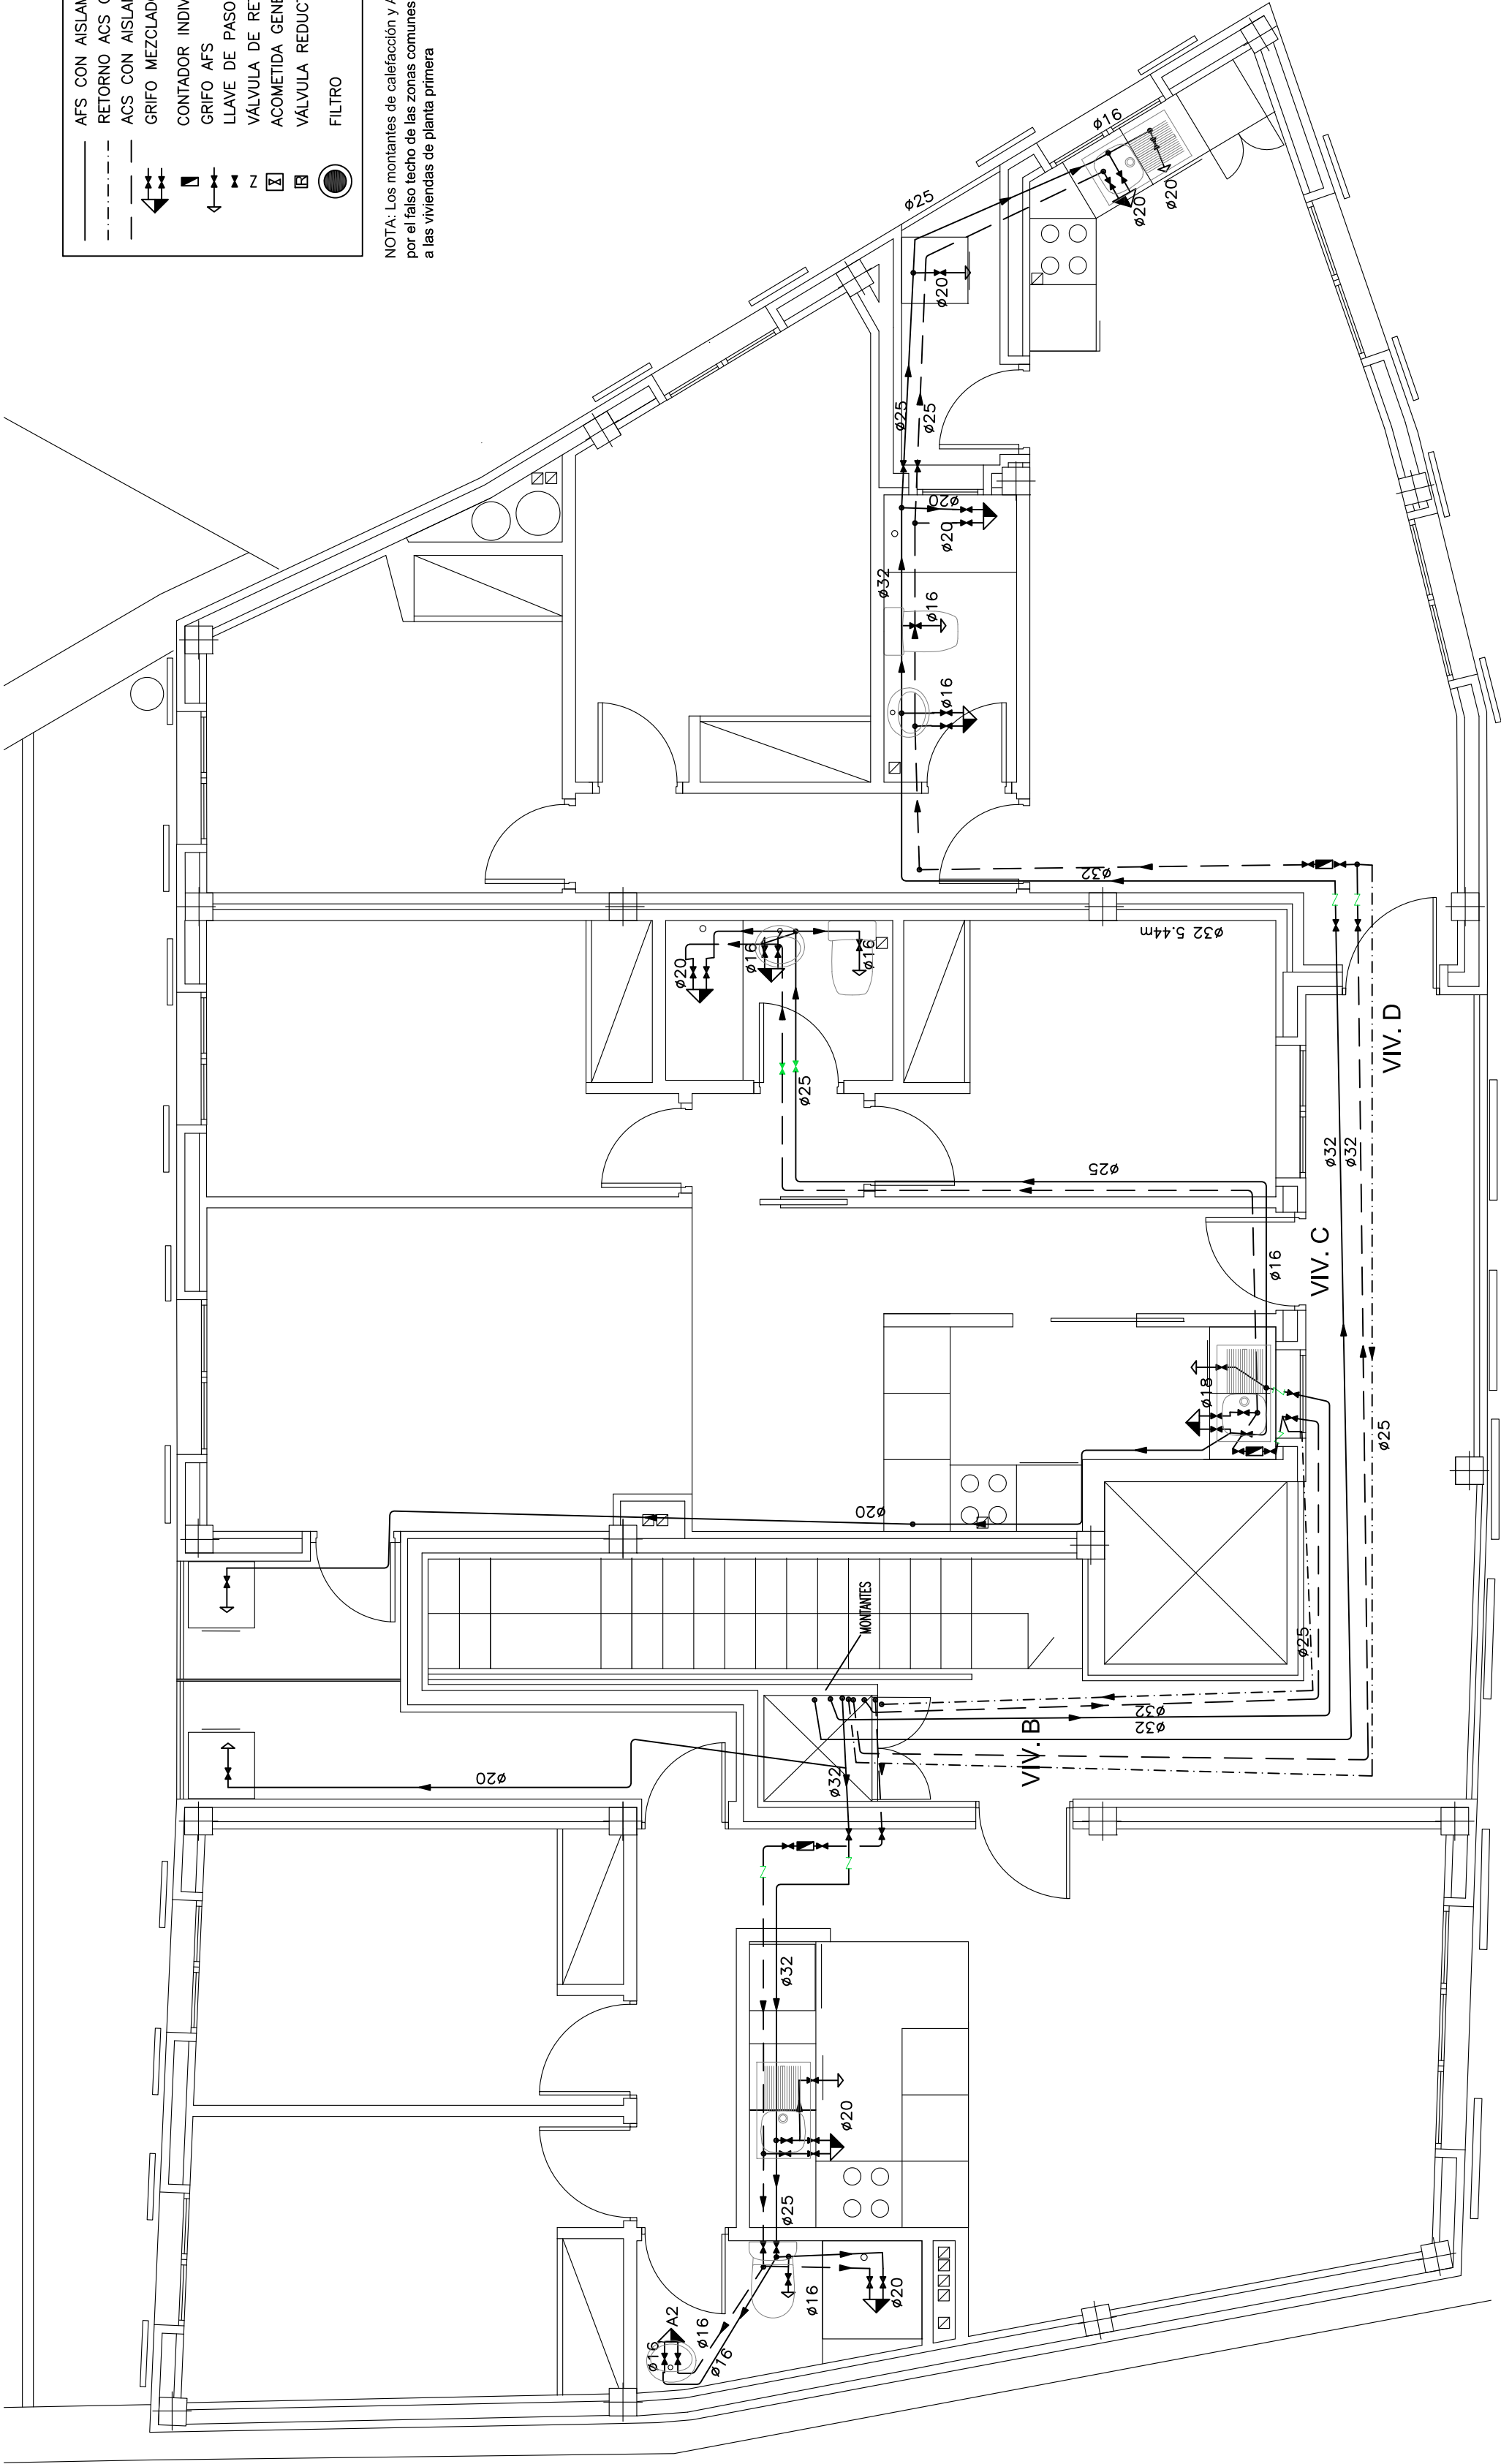 AFS CON AISLAM
RETORNO ACS C
ACS CON AISLAM
GRIFO MEZCLADO
CONTADOR INDIV
GRIFO AFS
LLAVE DE PASO
VÁLVULA DE RET
ACOMETIDA GENE
VÁLVULA REDUCT
FILTRO
NOTA: Los montantes de calefacción y A
por el falso techo de las zonas comunes
a las viviendas de planta primera
ø16
ø25
ø20
ø20
ø20
ø25
ø25
ø20
ø20
ø32
ø16
ø16
ø32
ø32 5.44m
ø20
ø16
ø16
ø25
VIV. D
ø32
ø32
ø25
VIV. C
ø16
ø18
ø25
ø20
MONTANTES
ø25
ø32
ø32
VIV. B
ø20
ø32
ø32
ø20
ø25
ø16
ø20
A2
ø16
ø16
ø16